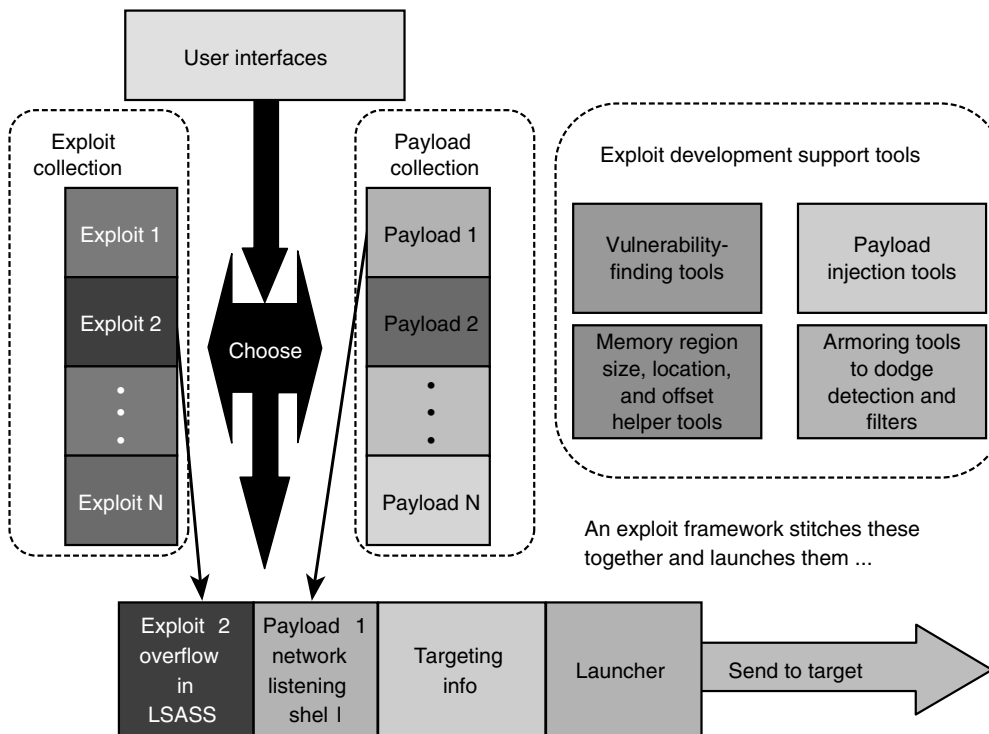 User interfaces
Exploit
collection
Exploit 1
Exploit 2
Exploit N
Choose
Payload
collection
Payload 1
Payload 2
Payload N
Exploit development support tools
Vulnerability-
finding tools
Payload
injection tools
Memory region
size, location,
and offset
helper tools
Armoring tools
to dodge
detection and
filters
An exploit framework stitches these
together and launches them ...
Exploit 2
overflow
in
LSASS
Payload 1
network
listening
shel l
Targeting
info
Launcher
Send to target